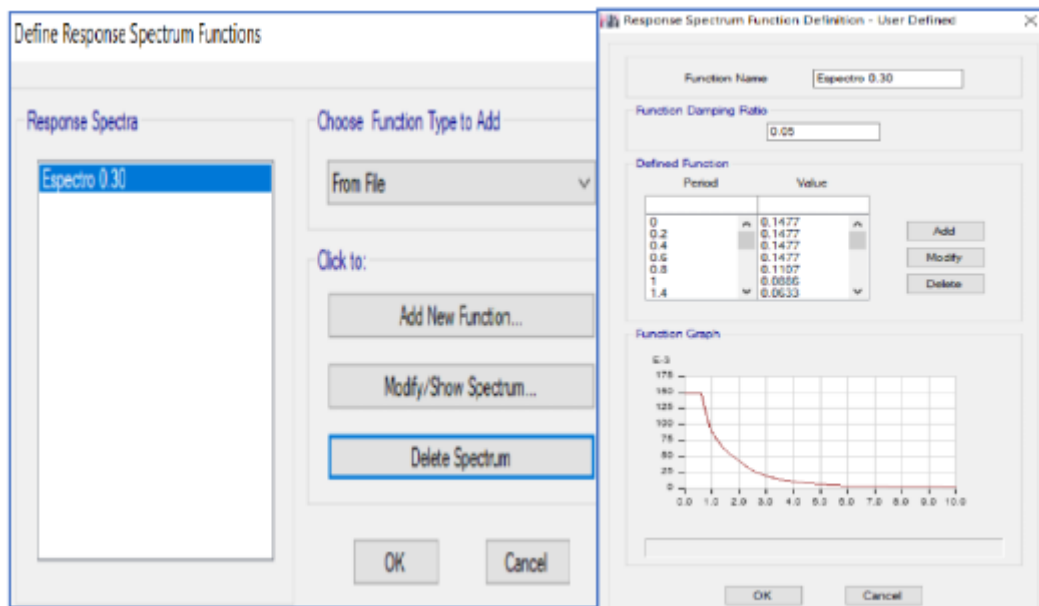 Define Response Spectrum Functions
Response Spectra
Espectro 0.30
Choose Function Type to Add
From File
Click to:
Add New Function...
Modify/Show Spectrum...
Delete Spectrum
OK
Cancel
Response Spectrum Function Definition - User Defined
Function Name
Espectro 0.30
Function Damping Ratio
0.05
Defined Function
Period Value
0 0.1477
0.2 0.1477
0.4 0.1477
0.6 0.1477
0.8 0.1107
1 0.0886
1.4 0.0633
Add
Modify
Delete
Function Graph
E-3
175
150
125
100
75
50
25
0
0.0 1.0 2.0 3.0 4.0 5.0 6.0 7.0 8.0 9.0 10.0
OK
Cancel